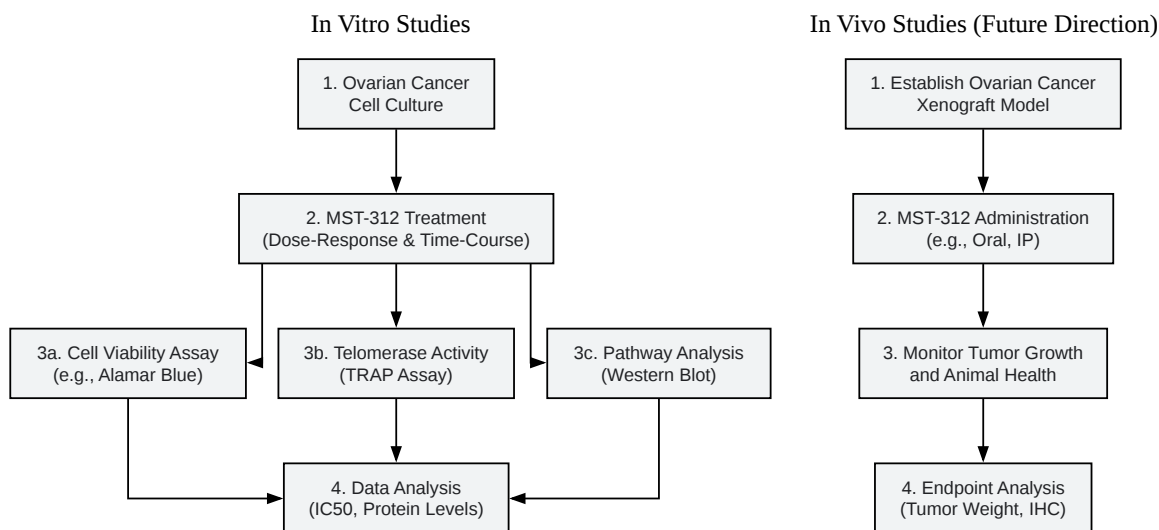 In Vitro Studies
1. Ovarian Cancer
Cell Culture
2. MST-312 Treatment
(Dose-Response & Time-Course)
3a. Cell Viability Assay
(e.g., Alamar Blue)
3b. Telomerase Activity
(TRAP Assay)
3c. Pathway Analysis
(Western Blot)
4. Data Analysis
(IC50, Protein Levels)
In Vivo Studies (Future Direction)
1. Establish Ovarian Cancer
Xenograft Model
2. MST-312 Administration
(e.g., Oral, IP)
3. Monitor Tumor Growth
and Animal Health
4. Endpoint Analysis
(Tumor Weight, IHC)